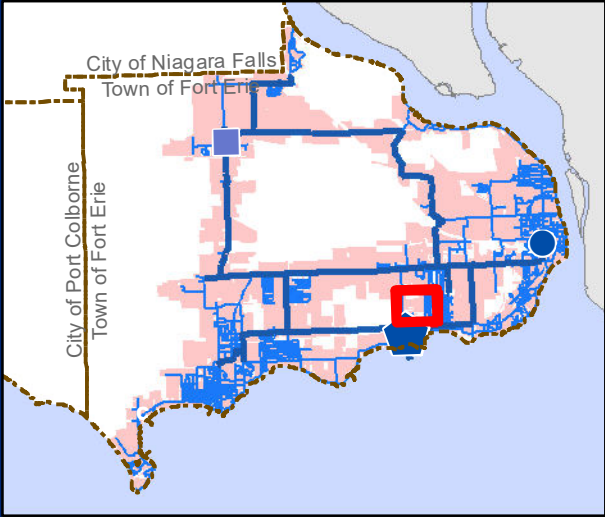 City of Niagara Falls
Town of Fort Erie
City of Port Colborne
Town of Fort Erie